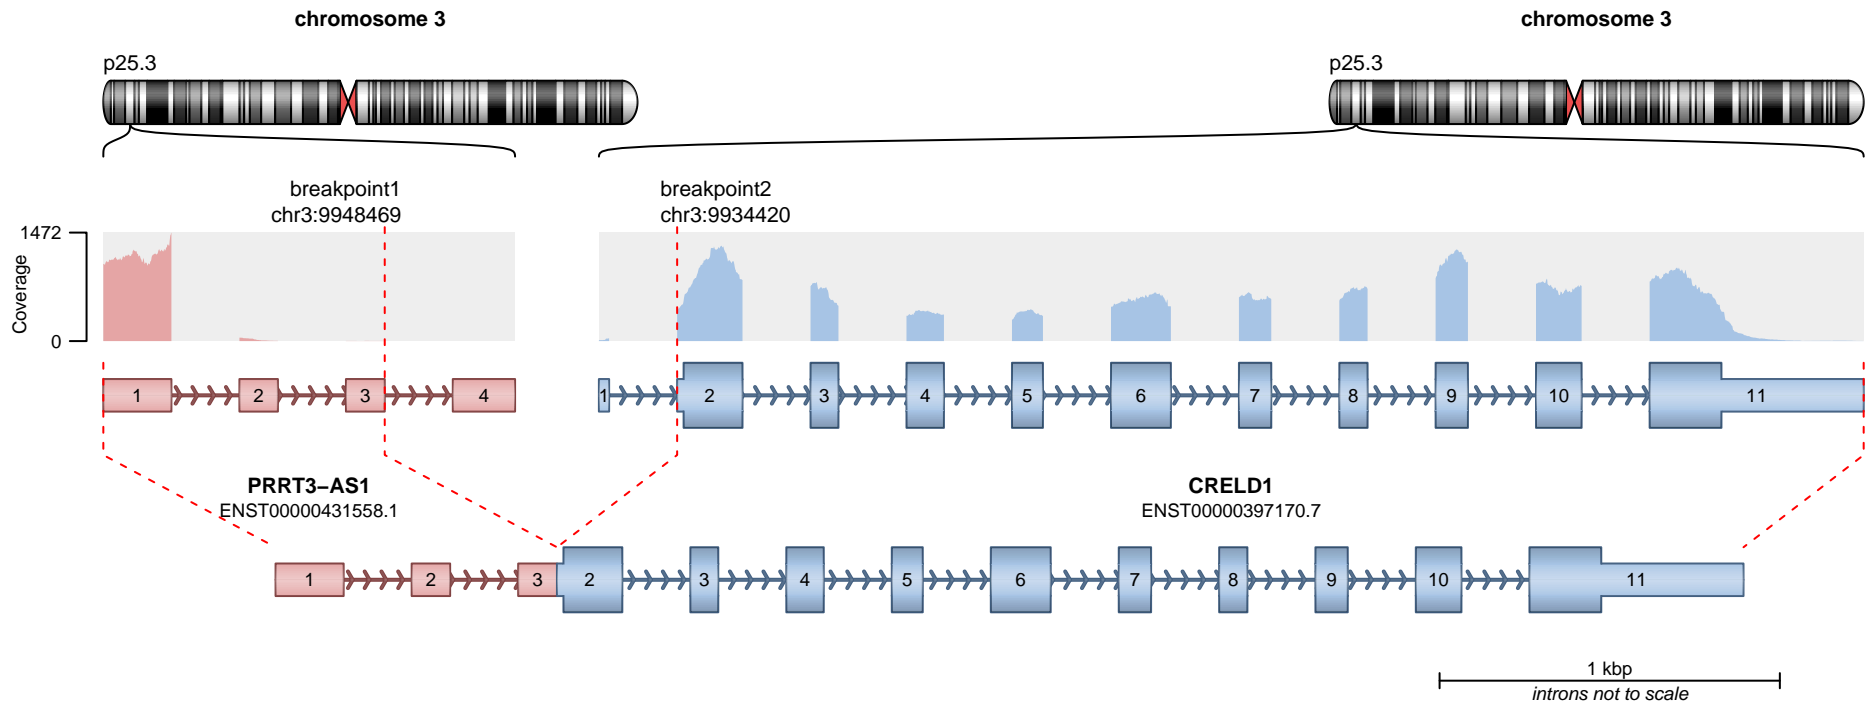 chromosome 3
chromosome 3
p25.3
p25.3
breakpoint1
chr3:9948469
breakpoint2
chr3:9934420
1472
Coverage
0
1 2 3 4
1 2 3 4 5 6 7 8 9 10 11
PRRT3−AS1
ENST00000431558.1
CRELD1
ENST00000397170.7
1 2 3 2 3 4 5 6 7 8 9 10 11
1 kbp
introns not to scale